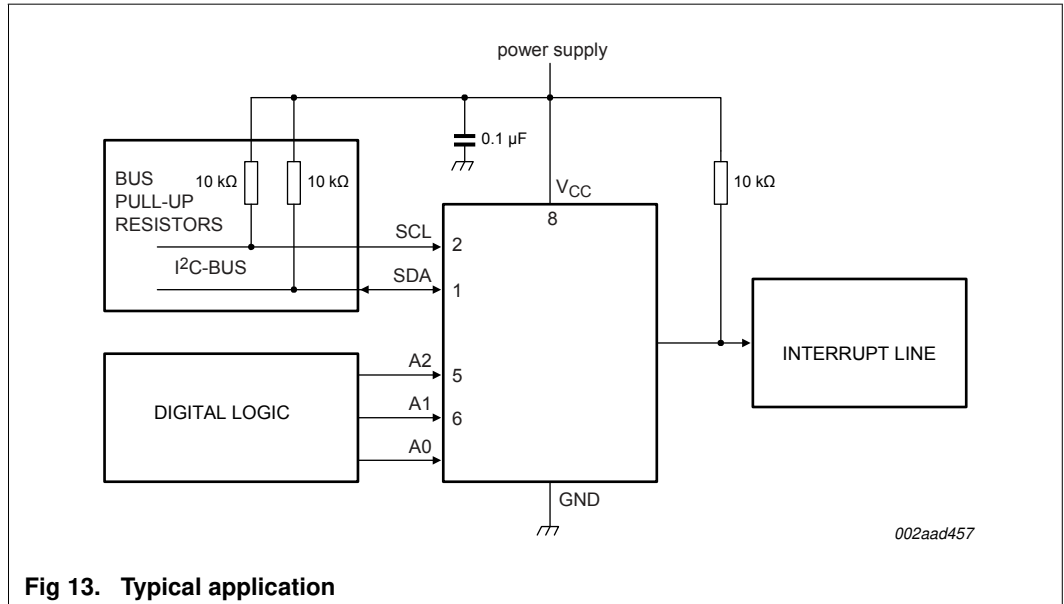 power supply
0.1 µF
BUS
PULL-UP
RESISTORS
10 kΩ
10 kΩ
10 kΩ
VCC
8
SCL
2
I2C-BUS
SDA
1
INTERRUPT LINE
A2
5
DIGITAL LOGIC
A1
6
A0
GND
002aad457
Fig 13. Typical application